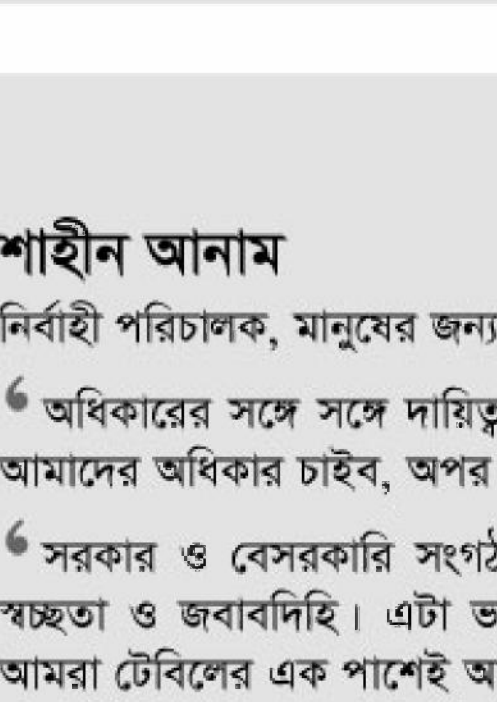 শাহীন আনাম
নির্বাহী পরিচালক, মানুষের জন্য
‘ অধিকারের সঙ্গে সঙ্গে দায়িত্ব
আমাদের অধিকার চাইব, অপর
‘ সরকার ও বেসরকারি
স্বচ্ছতা ও জবাবদিহি। এটা
আমরা টেবিলের এক পাশেই